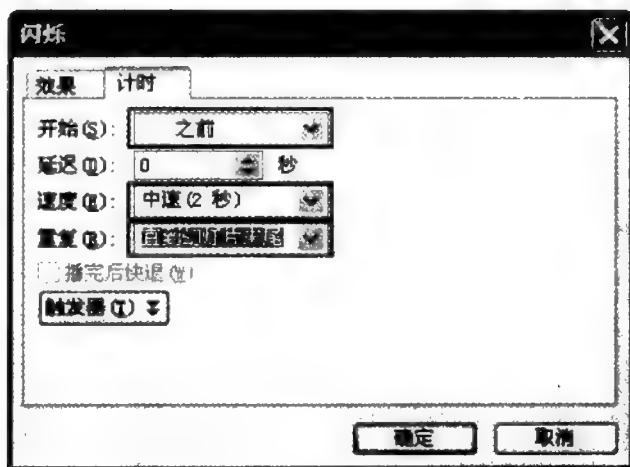 闪烁
效果 计时
开始(S): 之前
延迟(D): 0 秒
速度(E): 中速(2 秒)
重复(R):
播完后快退(W)
触发器(T)
确定 取消